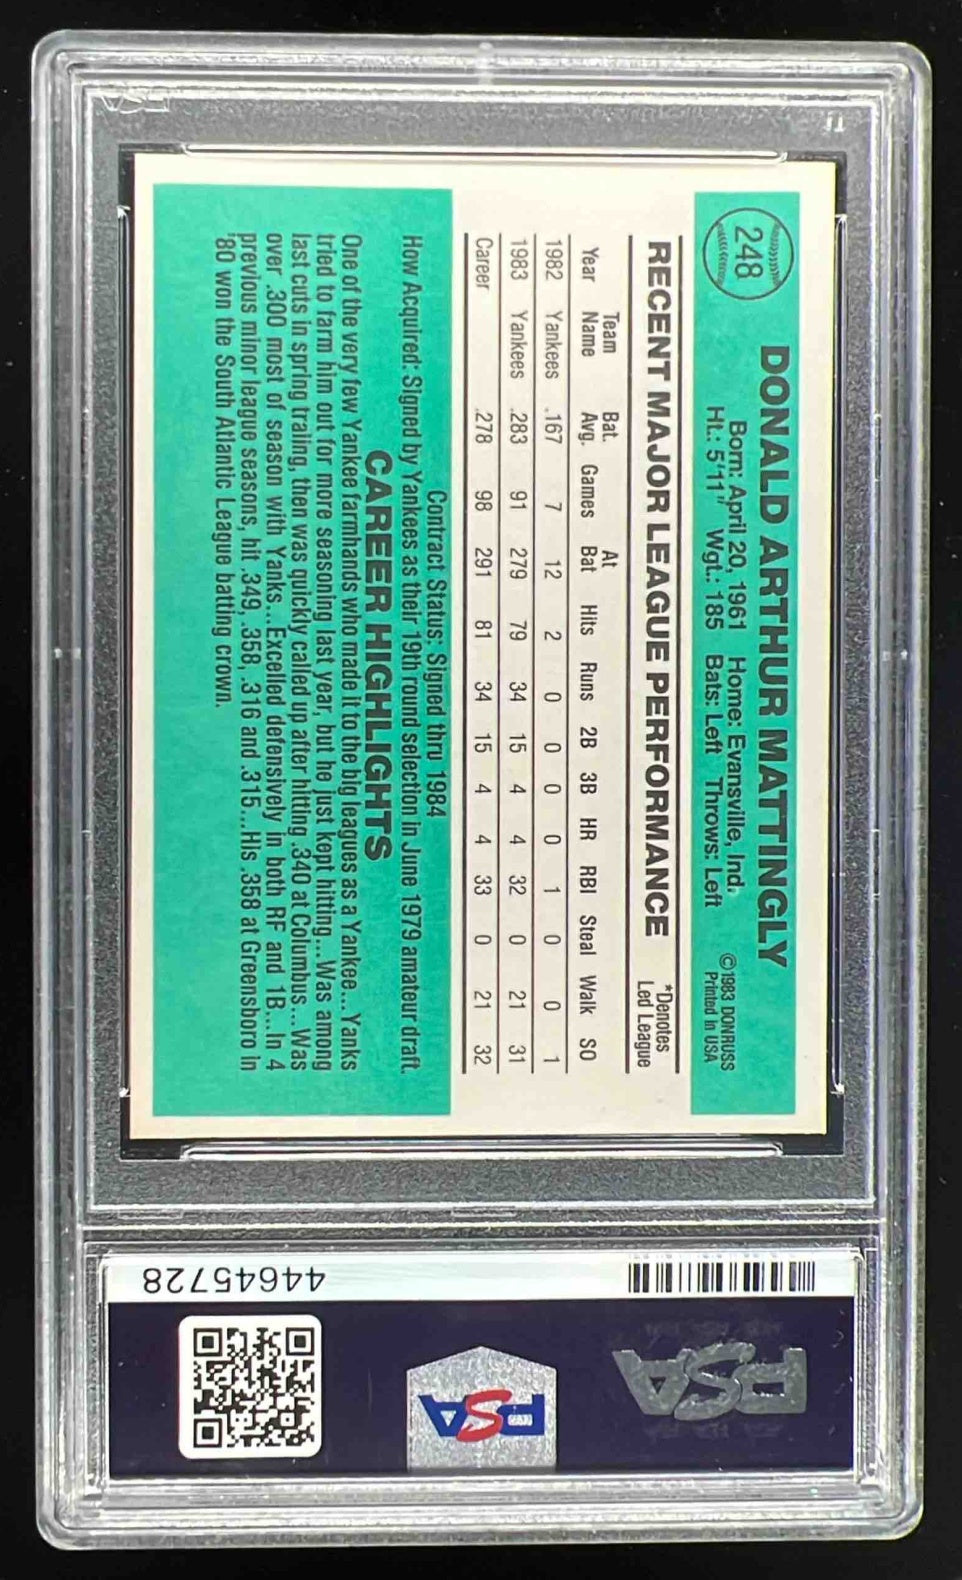 248
DONALD ARTHUR MATTINGLY
Born: April 20, 1961 Home: Evansville, Ind.
Ht.: 5'11" Wgt.: 185 Bats: Left Throws: Left
©1983 DONRUSS
Printed in USA
RECENT MAJOR LEAGUE PERFORMANCE
*Denotes
Led League
Team Bat. At
Year Name Avg. Games Bat Hits Runs 2B 3B HR RBI Steal Walk SO
1982 Yankees .167 7 12 2 0 0 0 0 1 0 0 1
1983 Yankees .283 91 279 79 34 15 4 4 32 0 21 31
Career .278 98 291 81 34 15 4 4 33 0 21 32
Contract Status: Signed thru 1984
How Acquired: Signed by Yankees as their 19th round selection in June 1979 amateur draft.
CAREER HIGHLIGHTS
One of the very few Yankee farmhands who made it to the big leagues as a Yankee...Yanks
tried to farm him out for more seasoning last year, but he just kept hitting...Was among
last cuts in spring traling, then was quickly called up after hitting .340 at Columbus...Was
over .300 most of season with Yanks...Excelled defensively in both RF and 1B...In 4
previous minor league seasons, hit .349, .358, .316 and .315...His .358 at Greensboro in
'80 won the South Atlantic League batting crown.
44645728
PSA
PSA
PSA